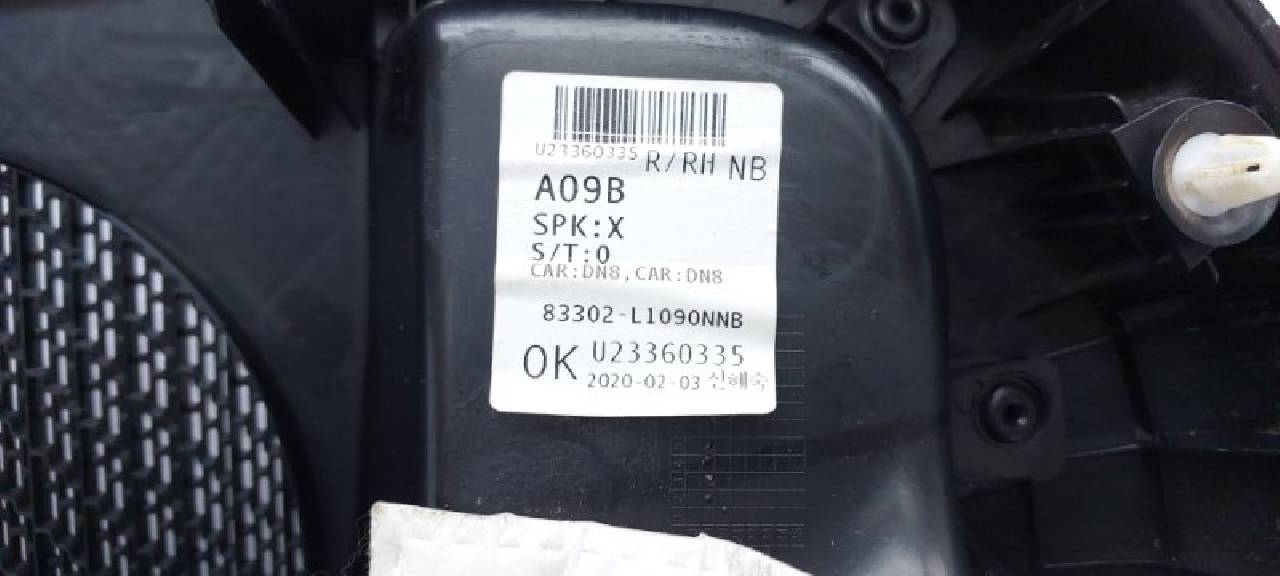 U23360335 R/RH NB
A09B
SPK:X
S/T:0
CAR:DN8,CAR:DN8
83302-L1090NNB
OK U23360335
2020-02-03 신혜숙